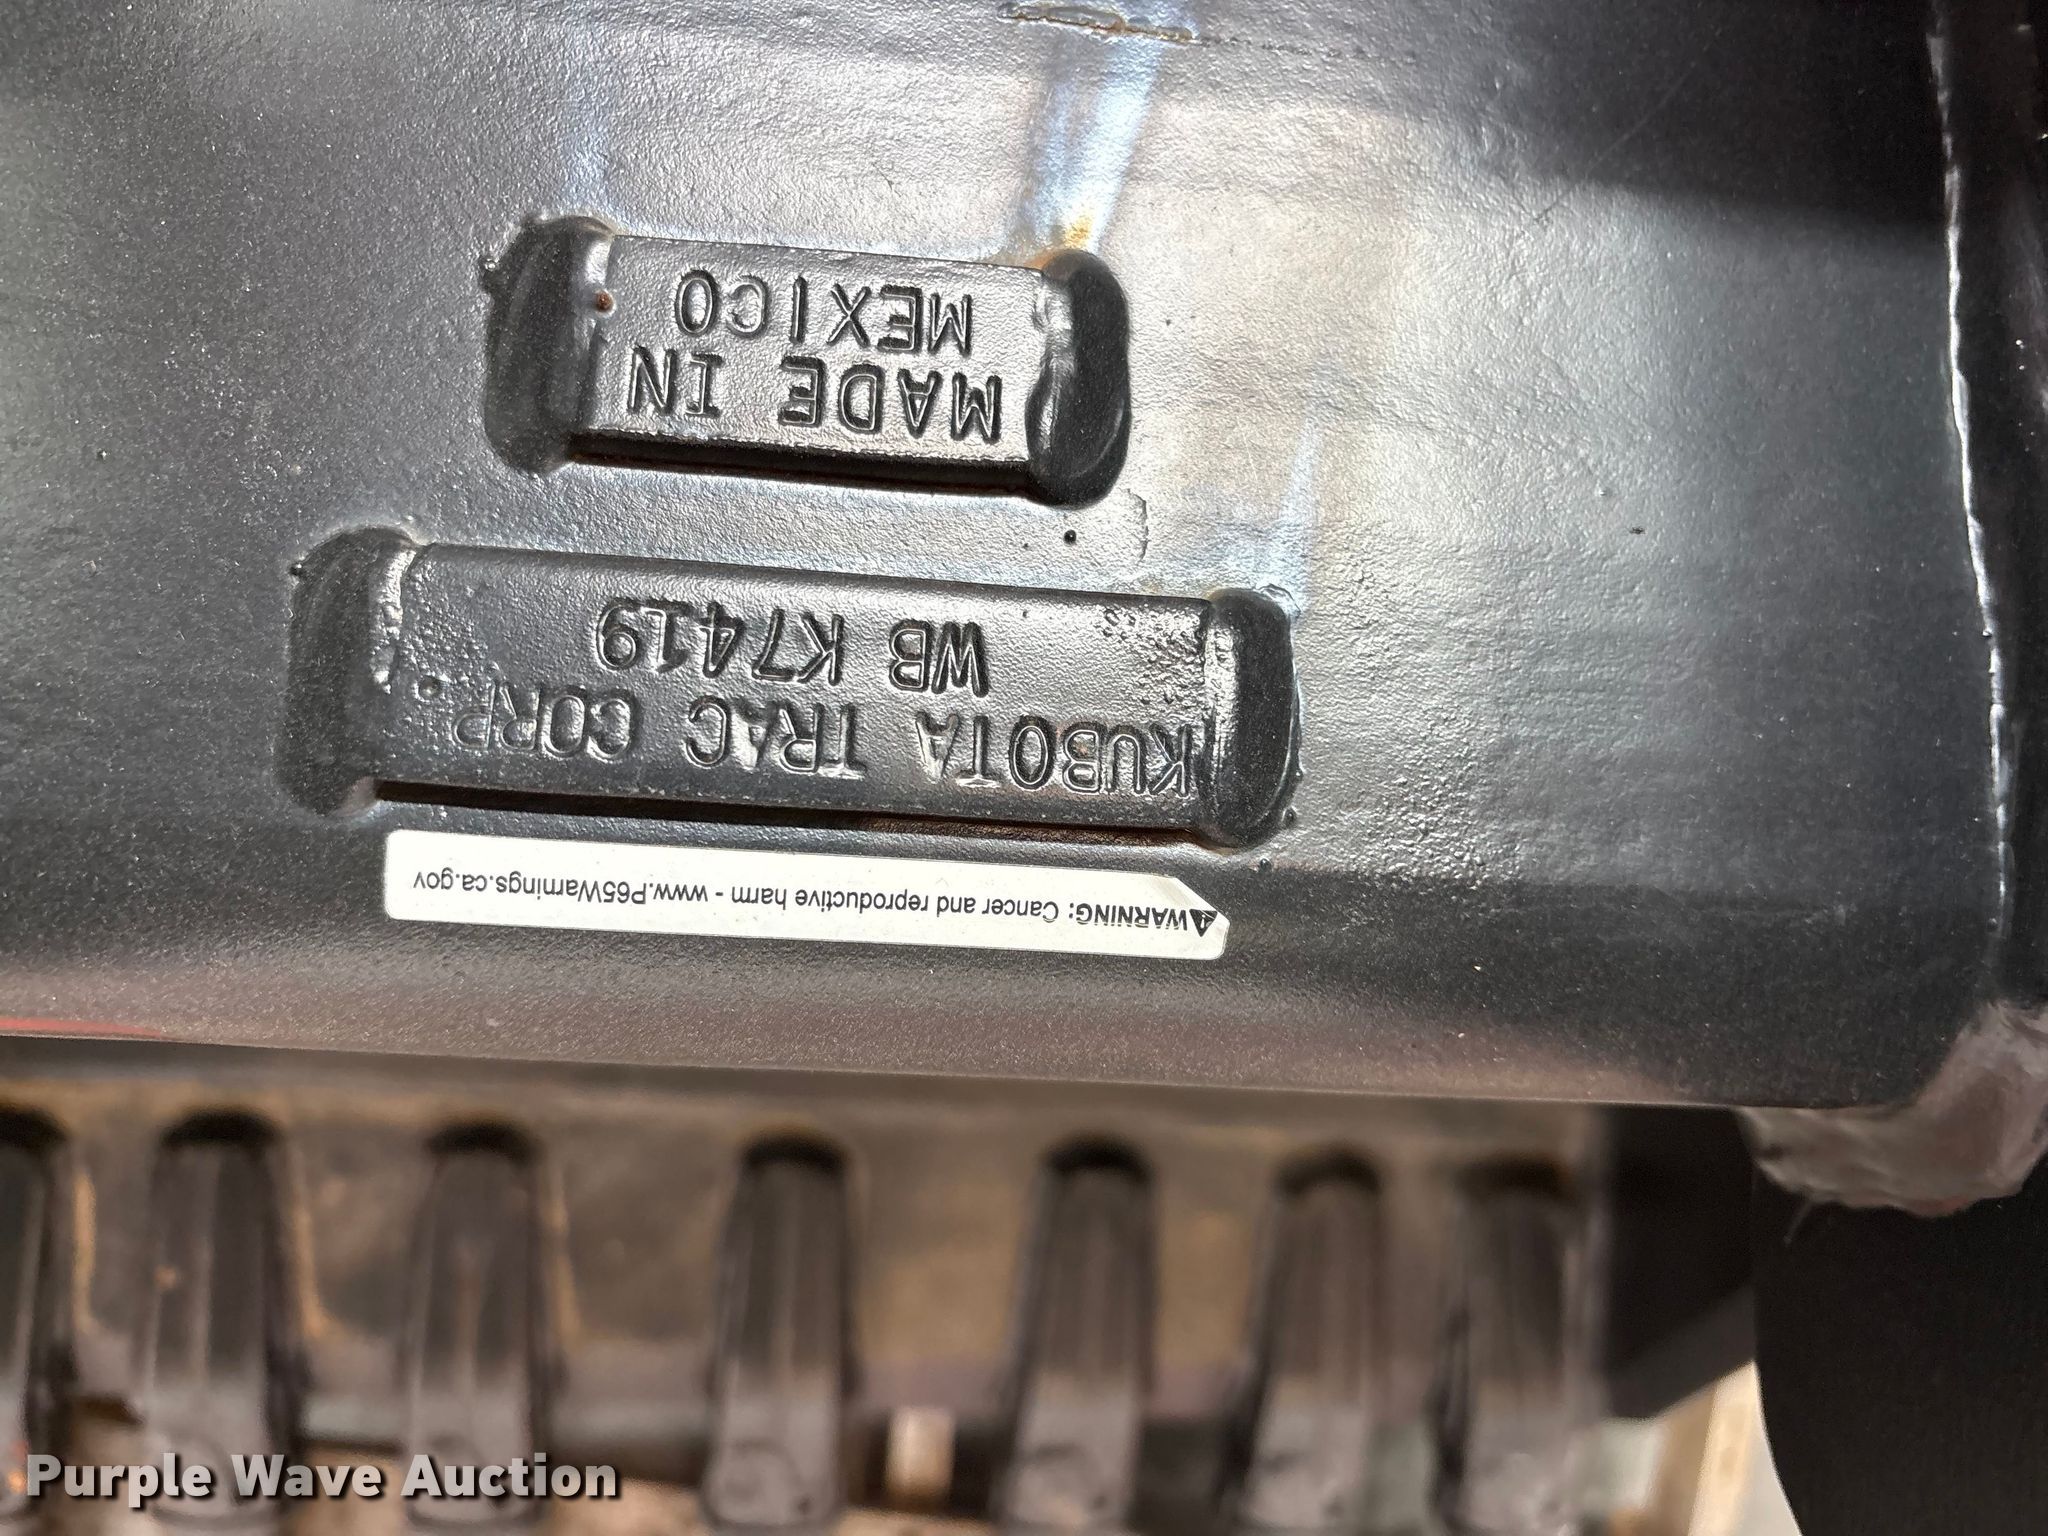 ⚠WARNING: Cancer and reproductive harm - www.P65Warnings.ca.gov
KUBOTA TRAC CORP.
WB K7419
MADE IN
MEXICO
Purple Wave Auction